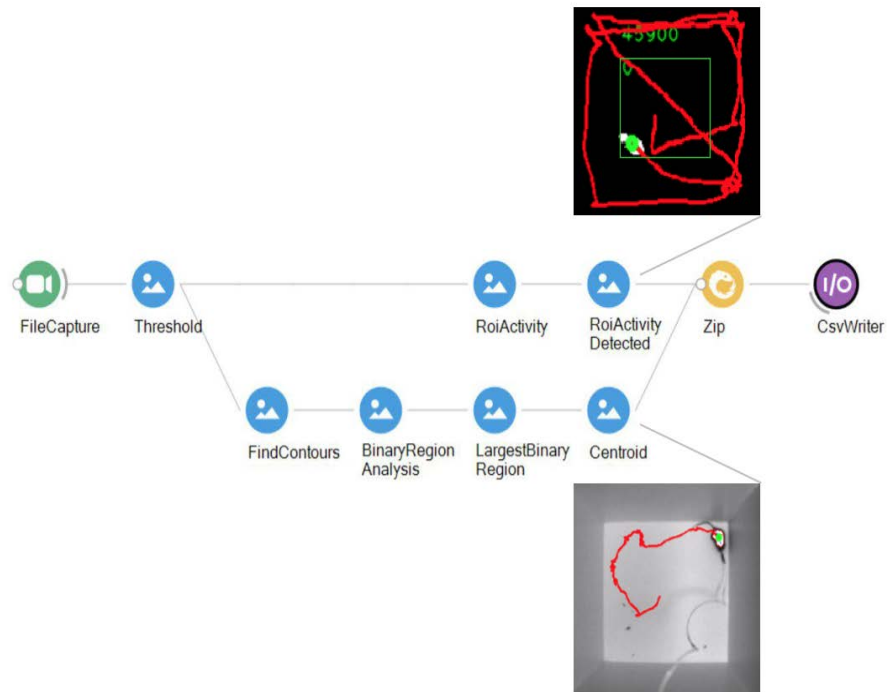 45900
0
FileCapture
Threshold
RoiActivity
RoiActivity
Detected
Zip
I/O
CsvWriter
FindContours
BinaryRegion
Analysis
LargestBinary
Region
Centroid